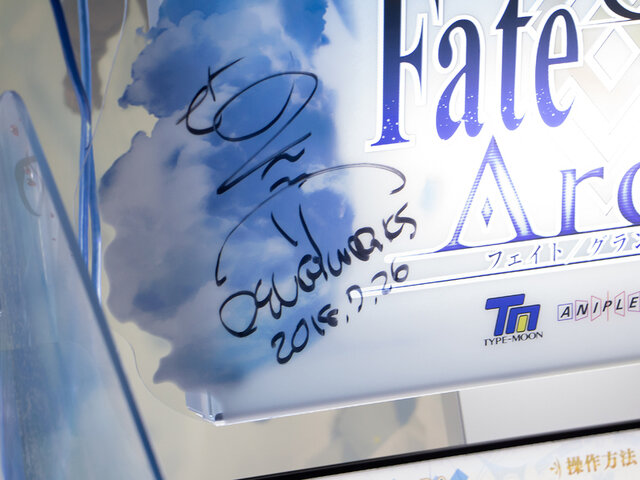 Fate
Arc
フェイト/グラン
TYPE-MOON
ANIPLE
2018.7.26
操作方法